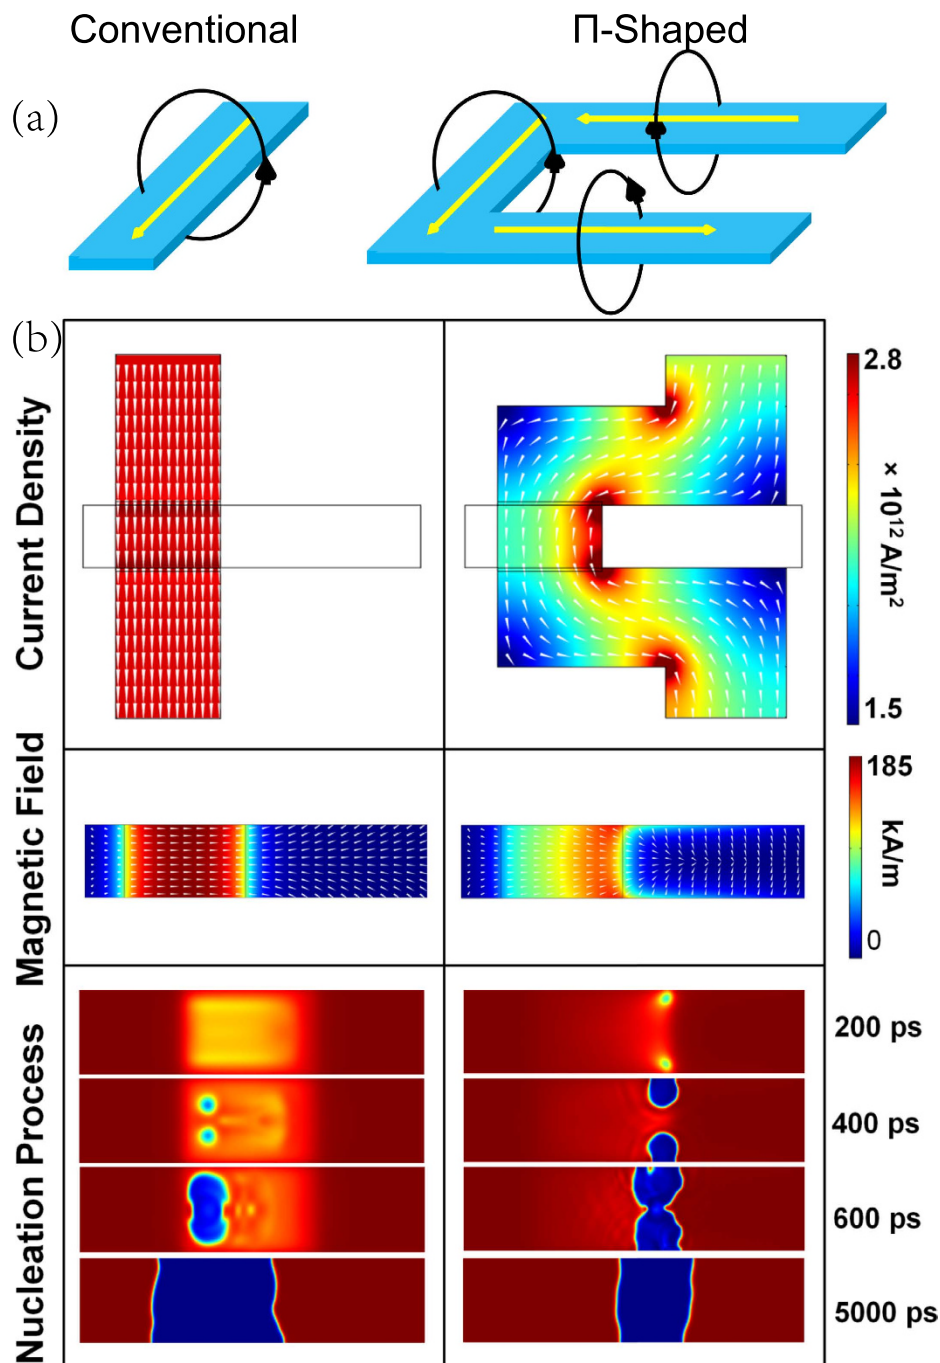 Conventional
Π-Shaped
(a)
(b)
Current Density
2.8
× 10¹² A/m²
1.5
Magnetic Field
185
kA/m
0
Nucleation Process
200 ps
400 ps
600 ps
5000 ps